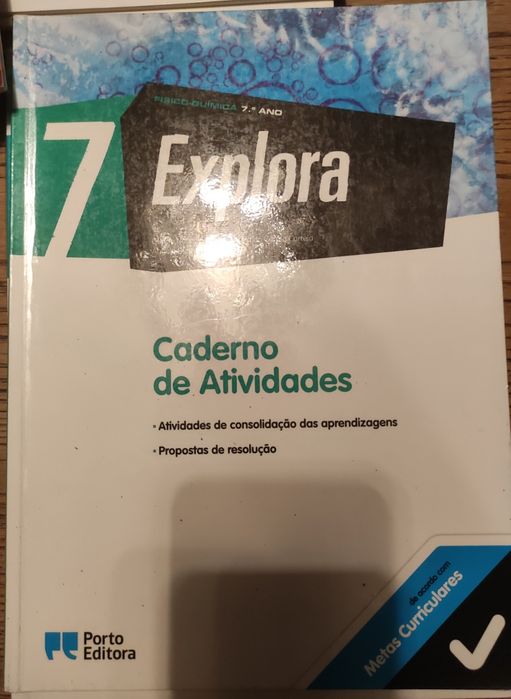 7
FÍSICO-QUÍMICA 7.º ANO
Explora
Caderno
de Atividades
• Atividades de consolidação das aprendizagens
• Propostas de resolução
de acordo com
Metas Curriculares
Porto
Editora